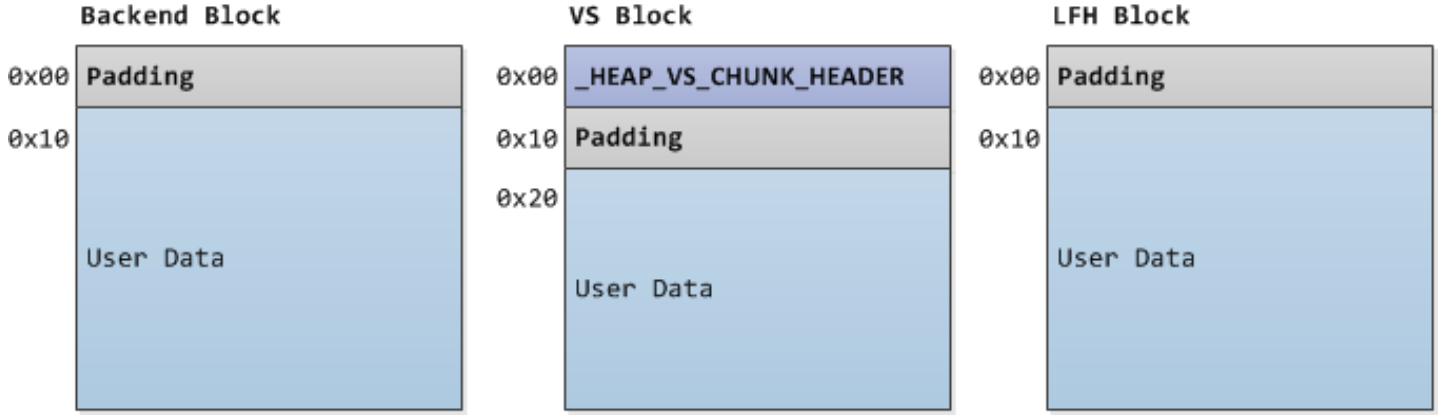 Backend Block
0x00 Padding
0x10
User Data
VS Block
0x00 _HEAP_VS_CHUNK_HEADER
0x10 Padding
0x20
User Data
LFH Block
0x00 Padding
0x10
User Data